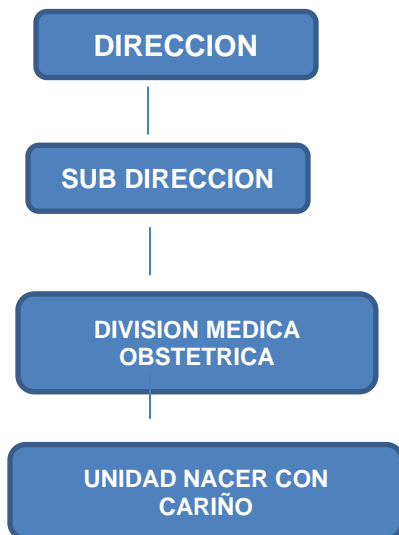 DIRECCION
SUB DIRECCION
DIVISION MEDICA
OBSTETRICA
UNIDAD NACER CON
CARIÑO